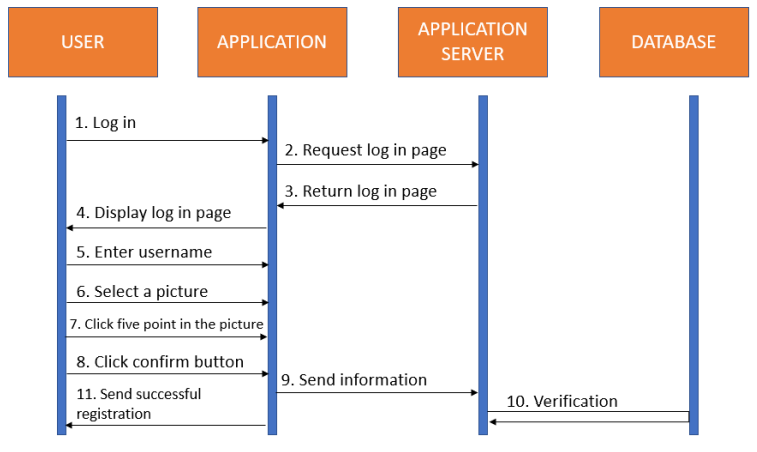 USER
APPLICATION
APPLICATION
SERVER
DATABASE
1. Log in
2. Request log in page
3. Return log in page
4. Display log in page
5. Enter username
6. Select a picture
7. Click five point in the picture
8. Click confirm button
9. Send information
10. Verification
11. Send successful
registration